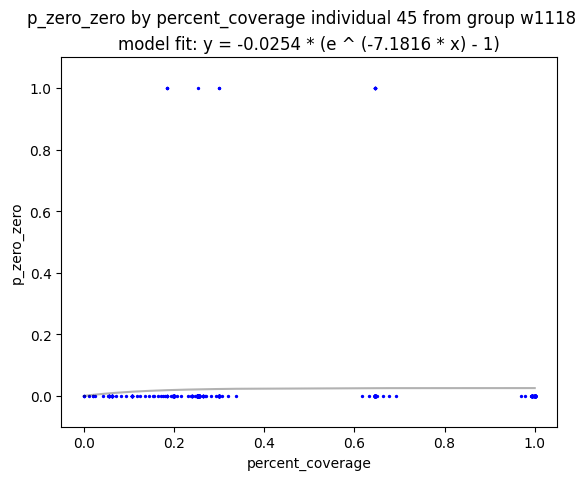 p_zero_zero by percent_coverage individual 45 from group w1118
model fit: y = -0.0254 * (e ^ (-7.1816 * x) - 1)
1.0
0.8
0.6
0.4
0.2
0.0
p_zero_zero
0.0 0.2 0.4 0.6 0.8 1.0
percent_coverage